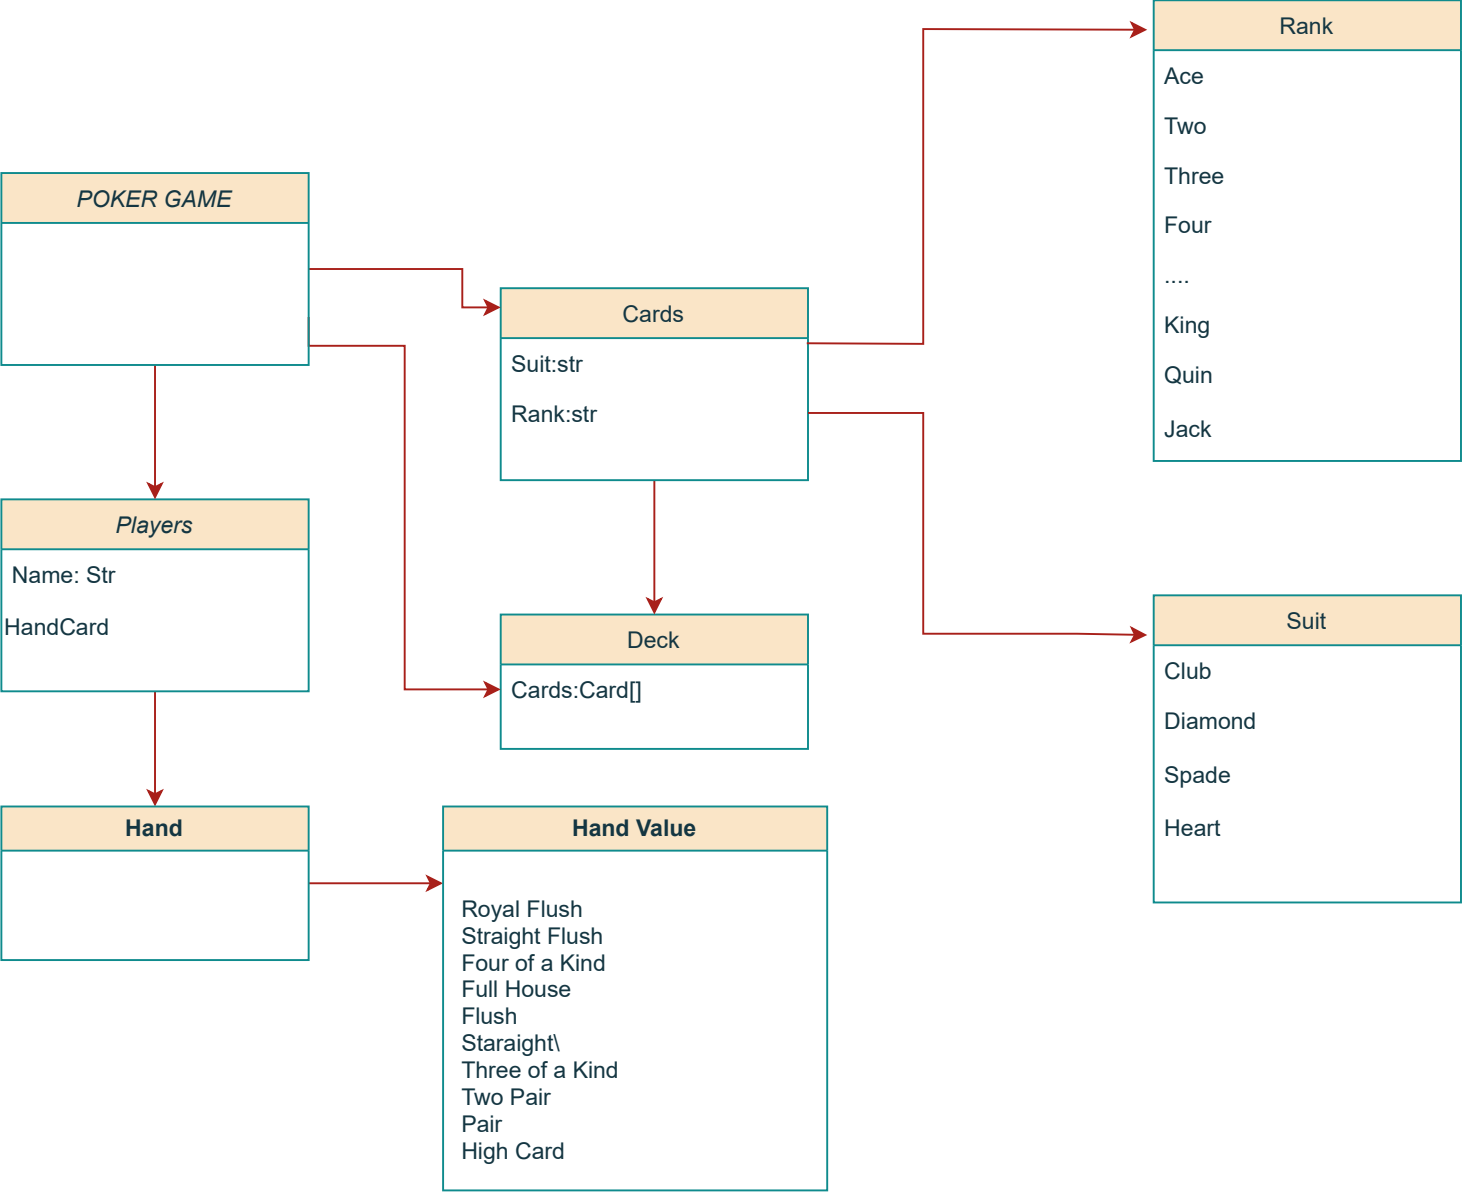 POKER GAME
Players
Name: Str
HandCard
Hand
Cards
Suit:str
Rank:str
Deck
Cards:Card[]
Hand Value
Royal Flush
Straight Flush
Four of a Kind
Full House
Flush
Staraight\
Three of a Kind
Two Pair
Pair
High Card
Rank
Ace
Two
Three
Four
....
King
Quin
Jack
Suit
Club
Diamond
Spade
Heart